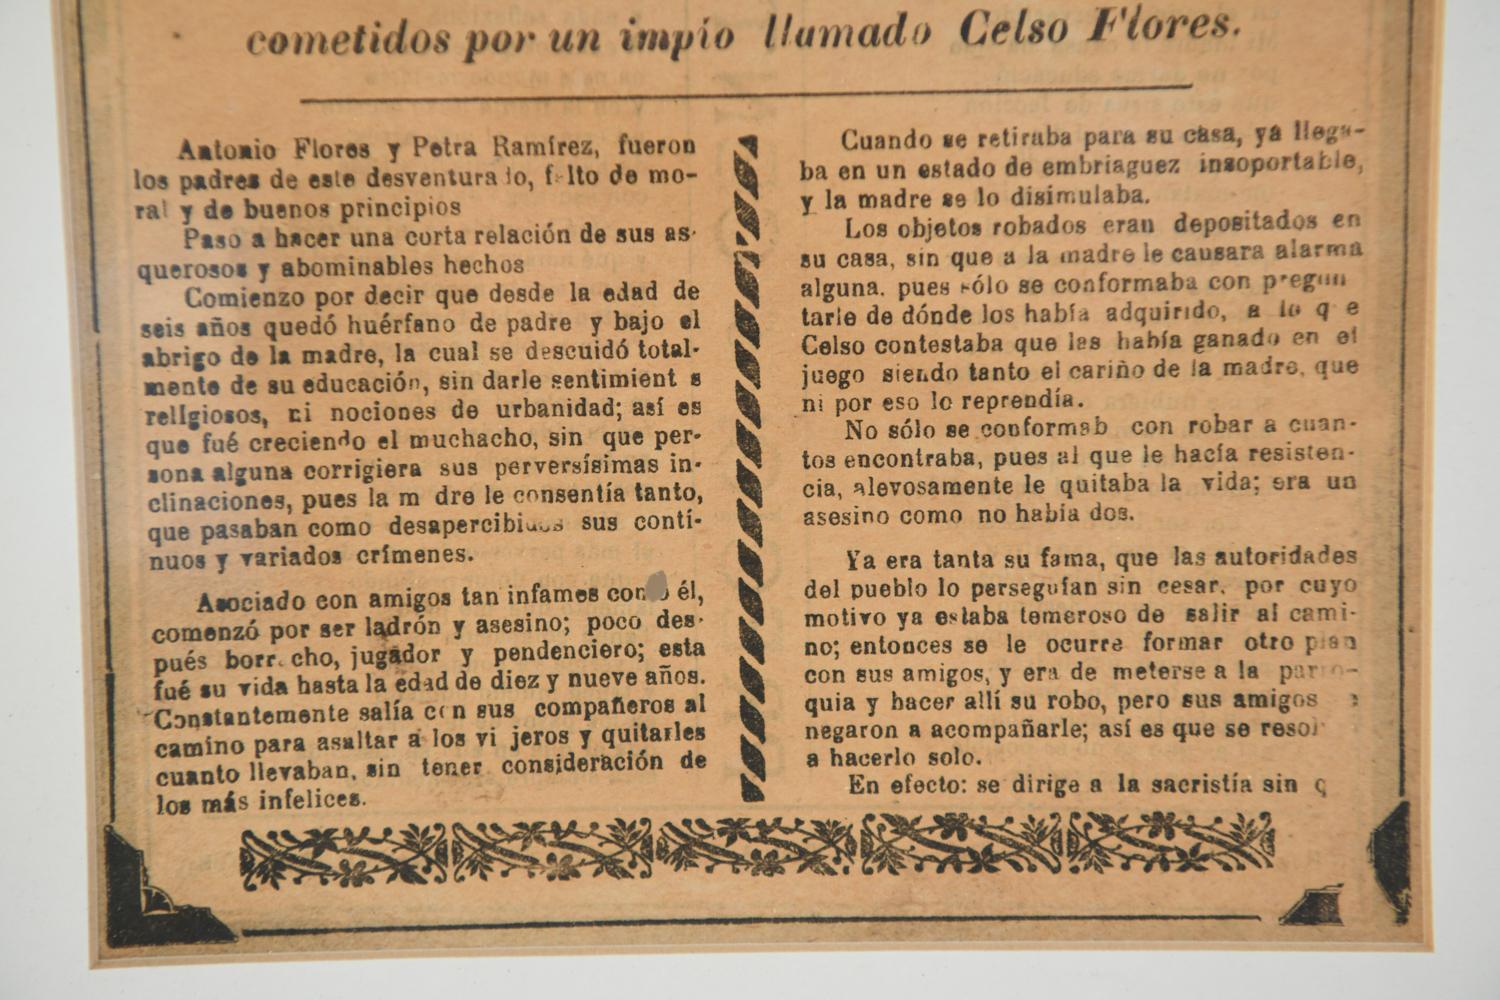 cometidos por un impío llamado Celso Flores.
Antonio Flores y Petra Ramírez, fueron
los padres de este desventura lo, f lto de mo-
ral y de buenos principios
Paso a hacer una corta relación de sus as-
querosos y abominables hechos
Comienzo por decir que desde la edad de
seis años quedó huérfano de padre y bajo el
abrigo de la madre, la cual se descuidó total-
mente de su educación, sin darle sentimient s
religiosos, ni nociones de urbanidad; así es
que fué creciendo el muchacho, sin que per-
sona alguna corrigiera sus perversísimas in-
clinaciones, pues la m dre le consentía tanto,
que pasaban como desapercibidos sus contí-
nuos y variados crímenes.
Asociado con amigos tan infames como él,
comenzó por ser ladrón y asesino; poco des-
pués borr cho, jugador y pendenciero; esta
fué su vida hasta la edad de diez y nueve años.
Constantemente salía con sus compañeros al
camino para asaltar a los vi jeros y quitarles
cuanto llevaban, sin tener consideración de
los más infelices.
Cuando se retiraba para su casa, ya llega-
ba en un estado de embriaguez insoportable,
y la madre se lo disimulaba.
Los objetos robados eran depositados en
su casa, sin que a la madre le causara alarma
alguna. pues sólo se conformaba con pregun
tarle de dónde los había adquirido, a lo q e
Celso contestaba que las había ganado en el
juego siendo tanto el cariño de la madre, que
ni por eso lo reprendía.
No sólo se conformab con robar a cuan-
tos encontraba, pues al que le hacía resisten-
cia, alevosamente le quitaba la vida; era un
asesino como no había dos.
Ya era tanta su fama, que las autoridades
del pueblo lo perseguían sin cesar, por cuyo
motivo ya estaba temeroso de salir al cami-
no; entonces se le ocurre formar otro plan
con sus amigos, y era de meterse a la parro-
quia y hacer allí su robo, pero sus amigos
negaron a acompañarle; así es que se resol
a hacerlo solo.
En efecto: se dirige a la sacristía sin q